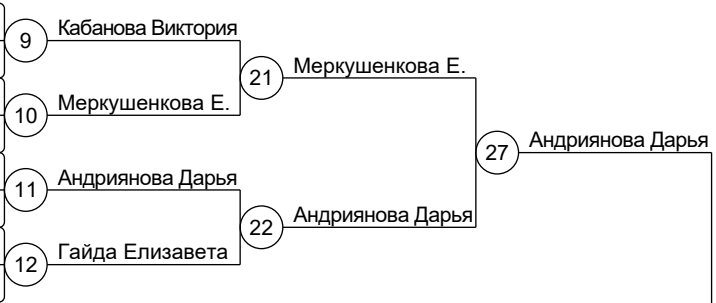 9 Кабанова Виктория
21 Меркушенкова Е.
10 Меркушенкова Е.
27 Андриянова Дарья
11 Андриянова Дарья
22 Андриянова Дарья
12 Гайда Елизавета